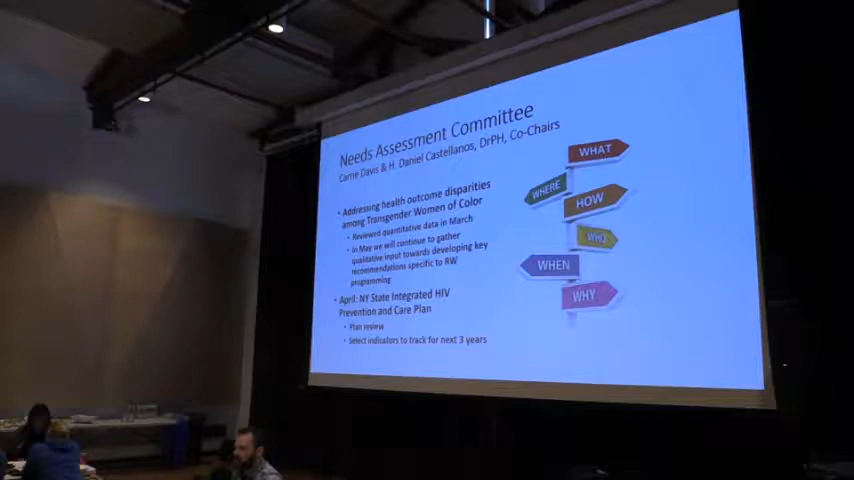 Needs Assessment Committee
Carrie Davis & H. Daniel Castellanos, DrPH, Co-Chairs
• Addressing health outcome disparities
among Transgender Women of Color
• Reviewed quantitative data in March
• In May we will continue to gather
qualitative input towards developing key
recommendations specific to RW
programming
• April: NY State Integrated HIV
Prevention and Care Plan
• Plan review
• Select indicators to track for next 3 years
WHAT
WHERE
HOW
WHO
WHEN
WHY